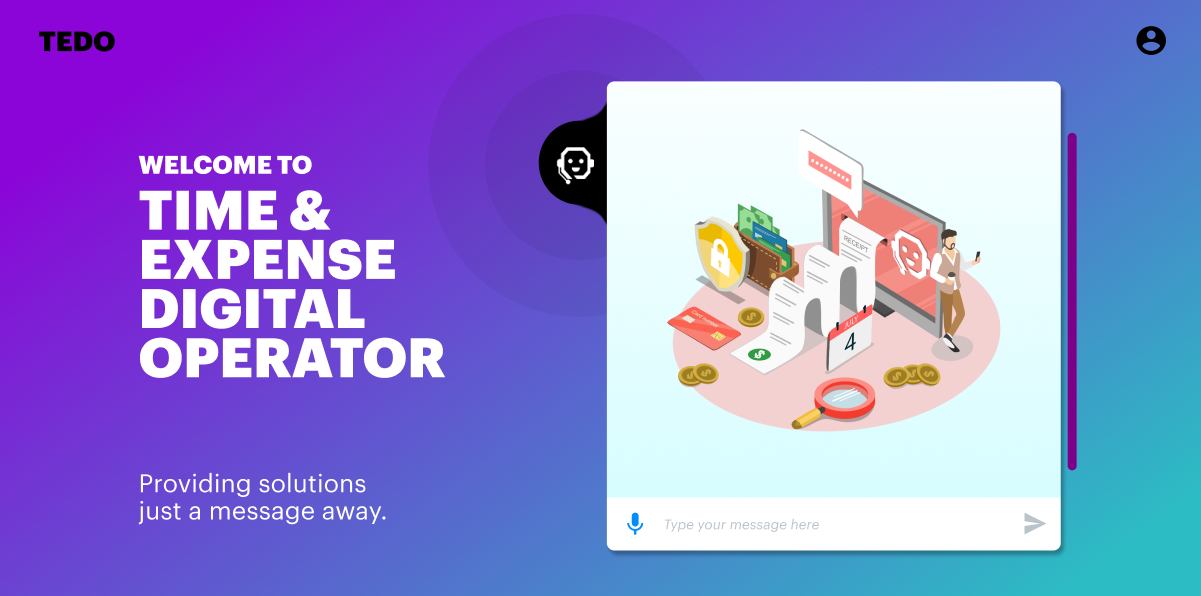 TEDO
WELCOME TO
TIME &
EXPENSE
DIGITAL
OPERATOR
Providing solutions
just a message away.
RECEIPT
JULY
4
Type your message here